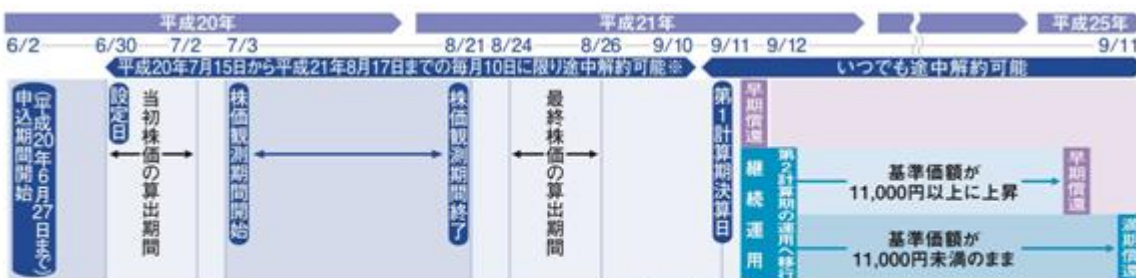 平成20年
平成21年
平成25年
6/2
6/30
7/2
7/3
8/21
8/24
8/26
9/10
9/11
9/12
9/11
平成20年7月15日から平成21年8月17日までの毎月10日に限り途中解約可能※
いつでも途中解約可能
申込期間開始
(平成20年6月27日まで)
設定日
当初株価の算出期間
株価観測期間開始
株価観測期間終了
最終株価の算出期間
第1計算期決算日
早期償還
継続運用
第2計算期の運用へ移行
基準価額が
11,000円以上に上昇
早期償還
基準価額が
11,000円未満のまま
満期償還